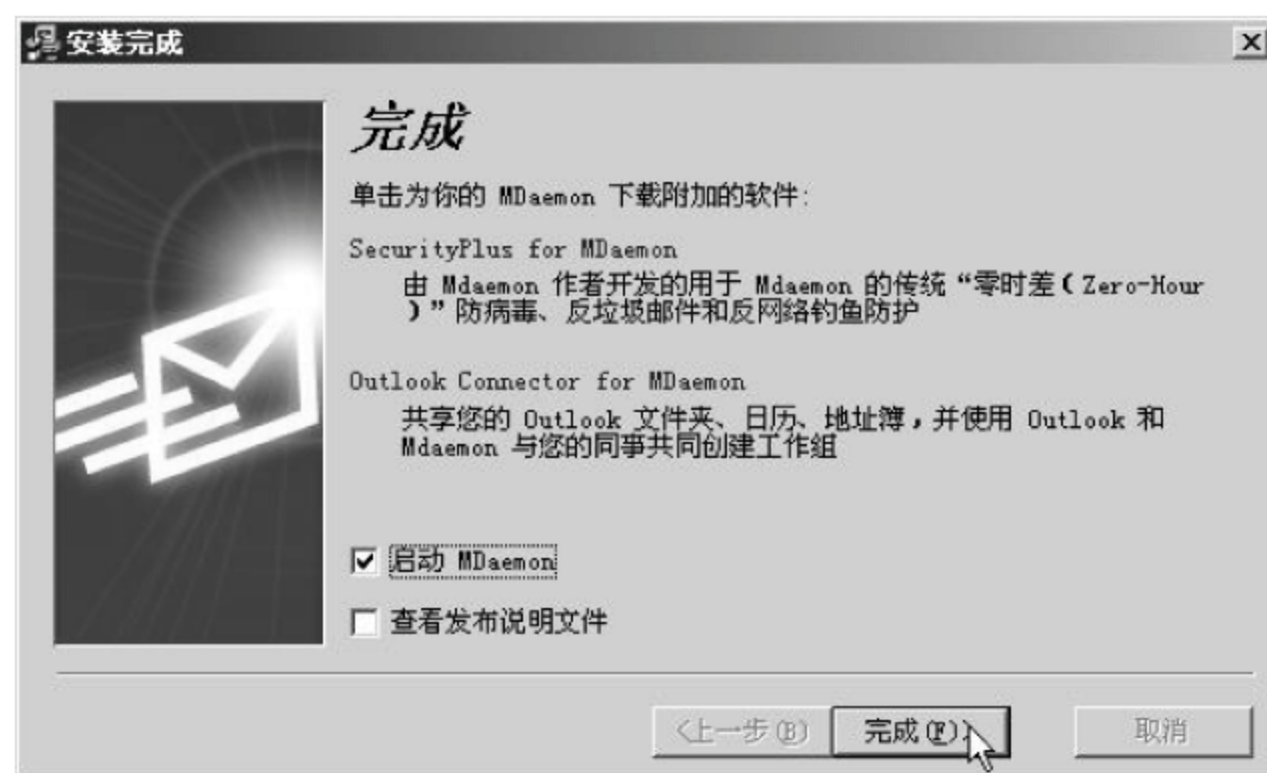 安装完成
完成
单击为你的 MDaemon 下载附加的软件:
SecurityPlus for MDaemon
由 Mdaemon 作者开发的用于 Mdaemon 的传统“零时差(Zero-Hour
)”防病毒、反垃圾邮件和反网络钓鱼防护
Outlook Connector for MDaemon
共享您的 Outlook 文件夹、日历、地址簿,并使用 Outlook 和
Mdaemon 与您的同事共同创建工作组
启动 MDaemon
查看发布说明文件
<上一步(B) 完成(F)> 取消